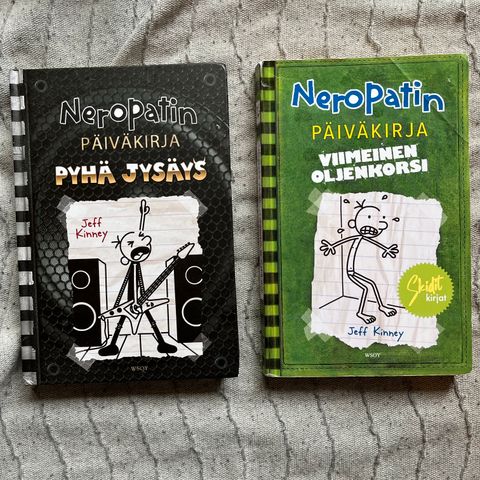 Neropatin
PÄIVÄKIRJA
PYHÄ JYSÄYS
Jeff
Kinney
WSOY
Neropatin
PÄIVÄKIRJA
VIIMEINEN
OLJENKORSI
Skidit
kirjat
Jeff Kinney
WSOY